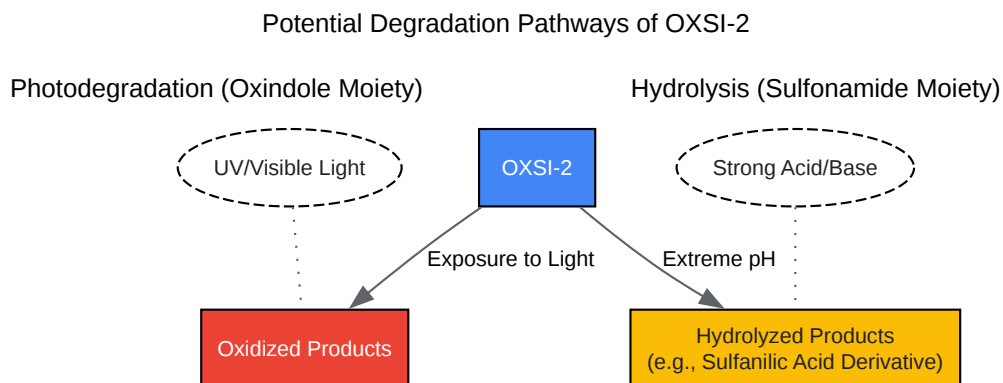 Potential Degradation Pathways of OXSI-2
Photodegradation (Oxindole Moiety)
Hydrolysis (Sulfonamide Moiety)
UV/Visible Light
OXSI-2
Strong Acid/Base
Exposure to Light
Extreme pH
Oxidized Products
Hydrolyzed Products
(e.g., Sulfanilic Acid Derivative)